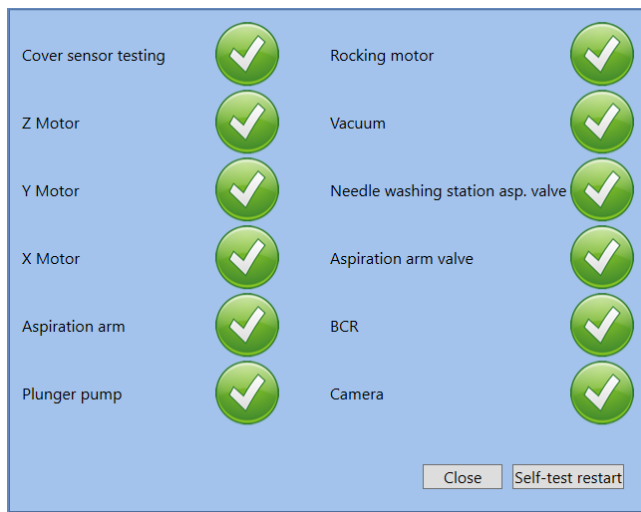 Cover sensor testing
Rocking motor
Z Motor
Vacuum
Y Motor
Needle washing station asp. valve
X Motor
Aspiration arm valve
Aspiration arm
BCR
Plunger pump
Camera
Close
Self-test restart